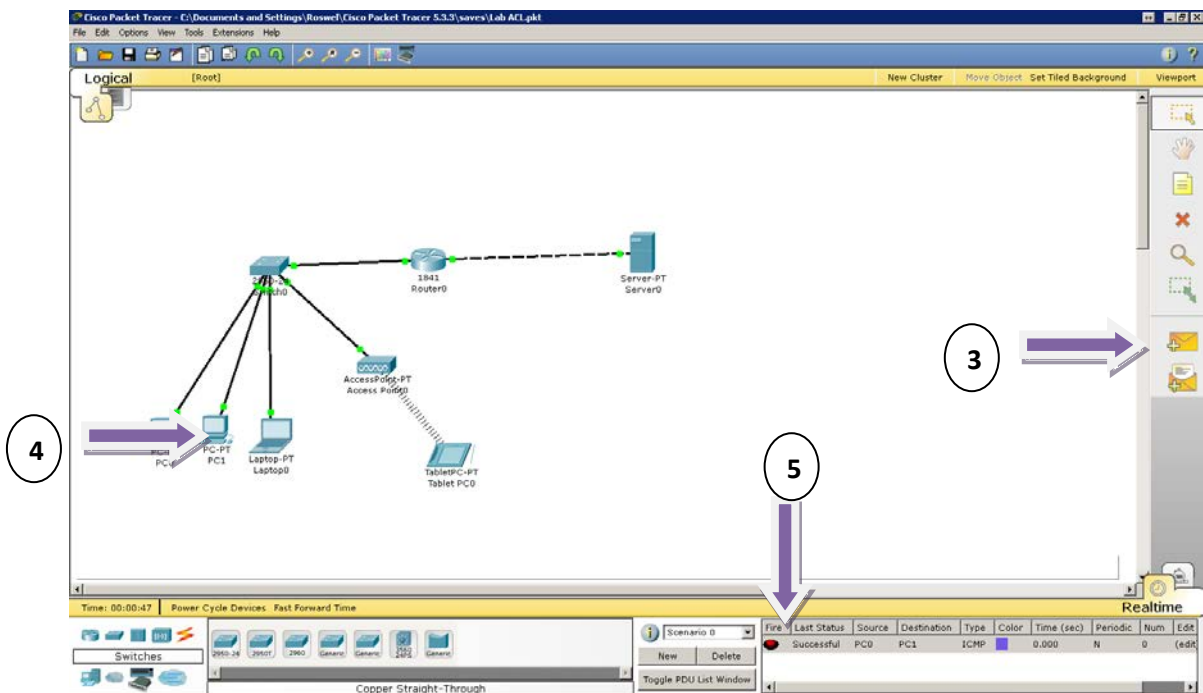 Cisco Packet Tracer - C:\Documents and Settings\Roswel\Cisco Packet Tracer 5.3.3\saves\Lab ACL.pkt
File Edit Options View Tools Extensions Help
Logical [Root] New Cluster Move Object Set Tiled Background Viewport
1841
Router0
Server-PT
Server0
AccessPoint-PT
Access Point0
3
4
PC-PT
PC1
Laptop-PT
Laptop0
TabletPC-PT
Tablet PC0
5
Time: 00:00:47 Power Cycle Devices Fast Forward Time
Realtime
Switches
2950-24 2950T 2960 Generic Generic Generic
Copper Straight-Through
Scenario 0
New Delete
Toggle PDU List Window
Fire Last Status Source Destination Type Color Time (sec) Periodic Num Edit
Successful PC0 PC1 ICMP 0.000 N 0 (edit